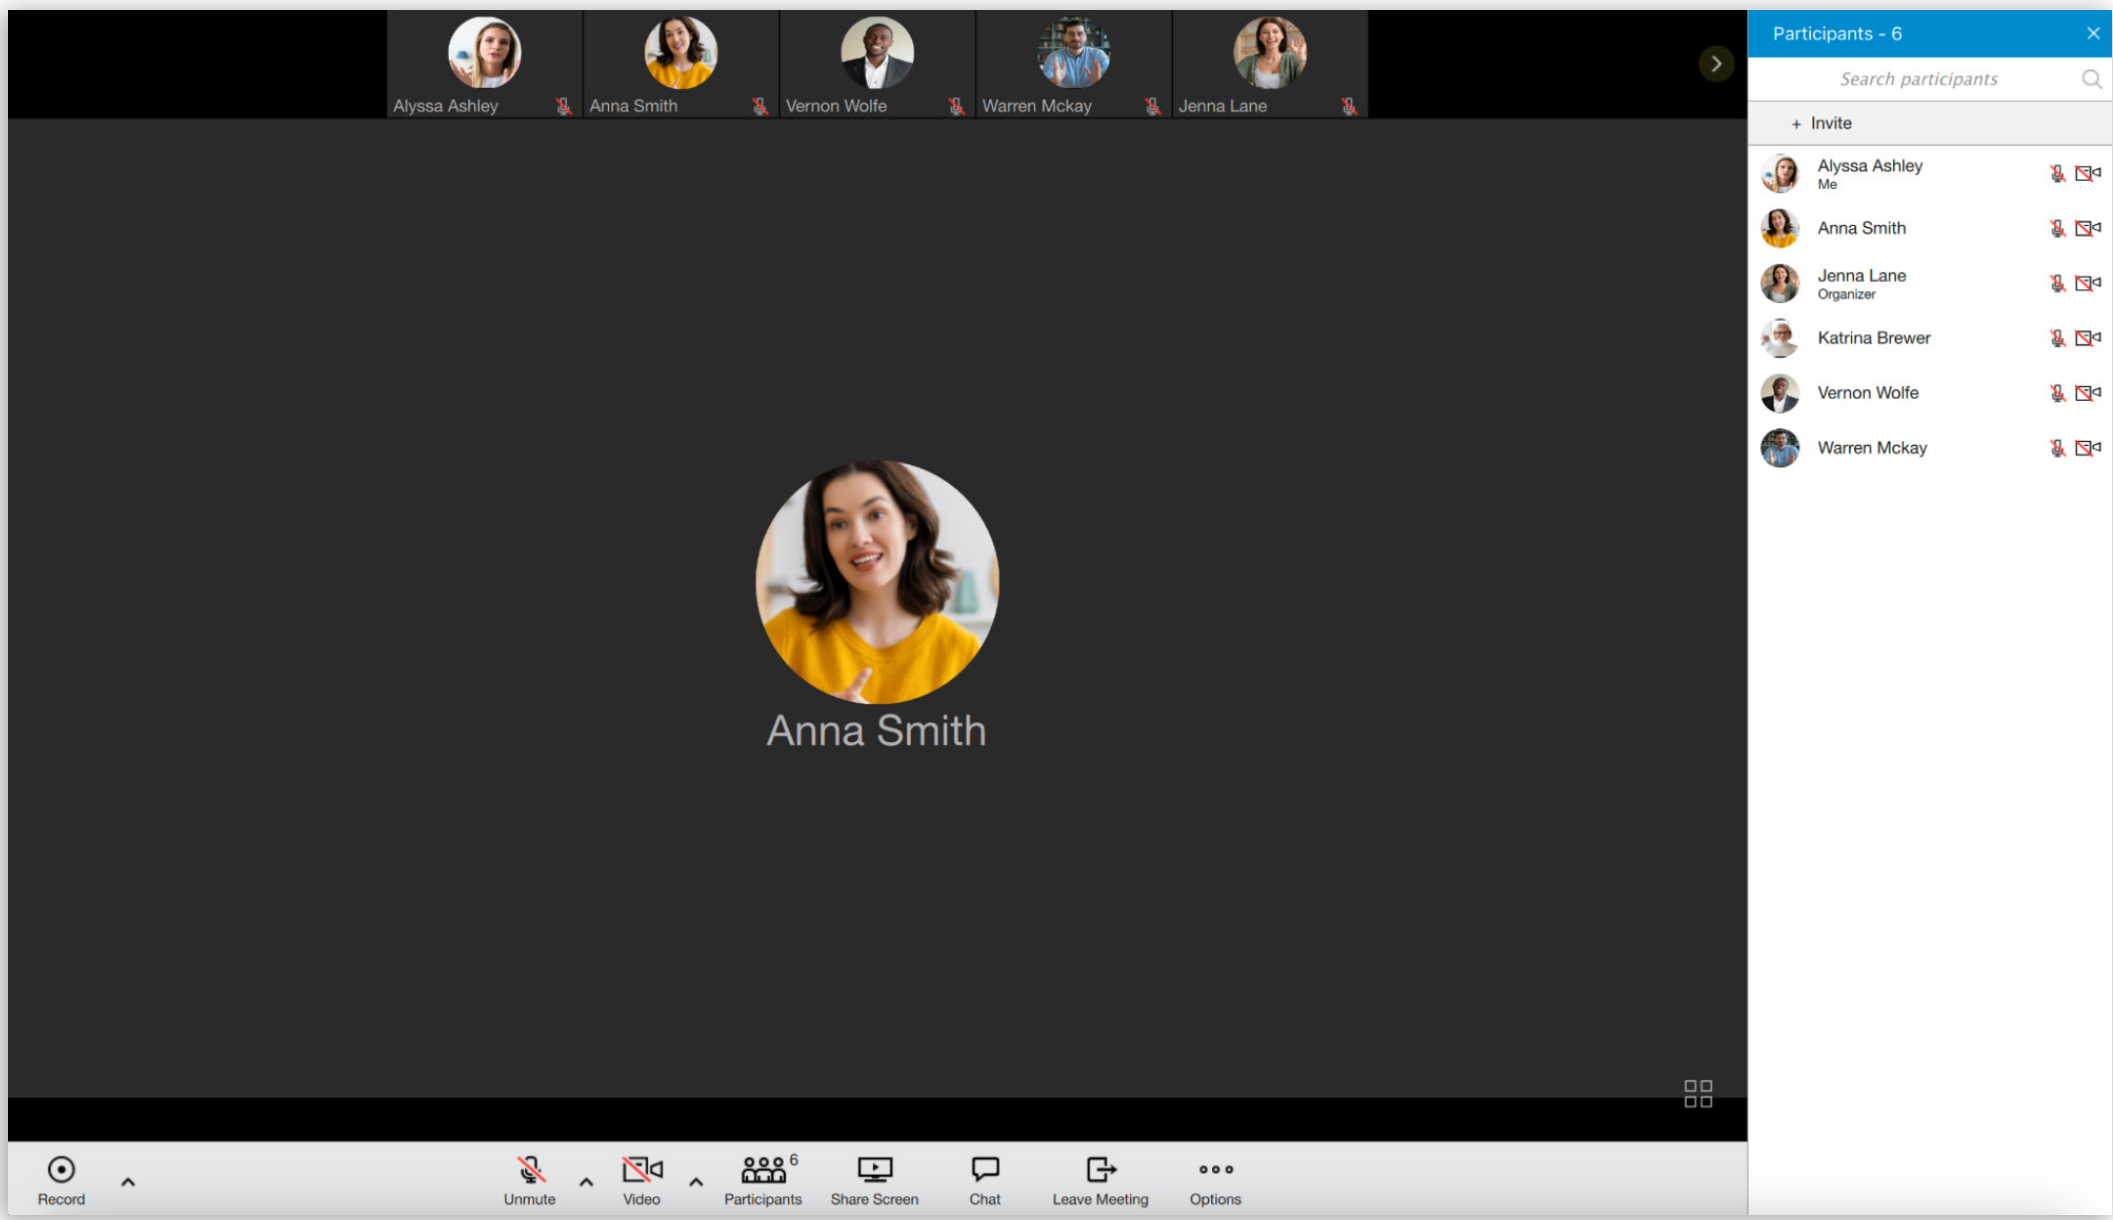 Alyssa Ashley
Anna Smith
Vernon Wolfe
Warren Mckay
Jenna Lane
Anna Smith
Participants - 6
Search participants
+ Invite
Alyssa Ashley
Me
Anna Smith
Jenna Lane
Organizer
Katrina Brewer
Vernon Wolfe
Warren Mckay
Record
Unmute
Video
6
Participants
Share Screen
Chat
Leave Meeting
Options